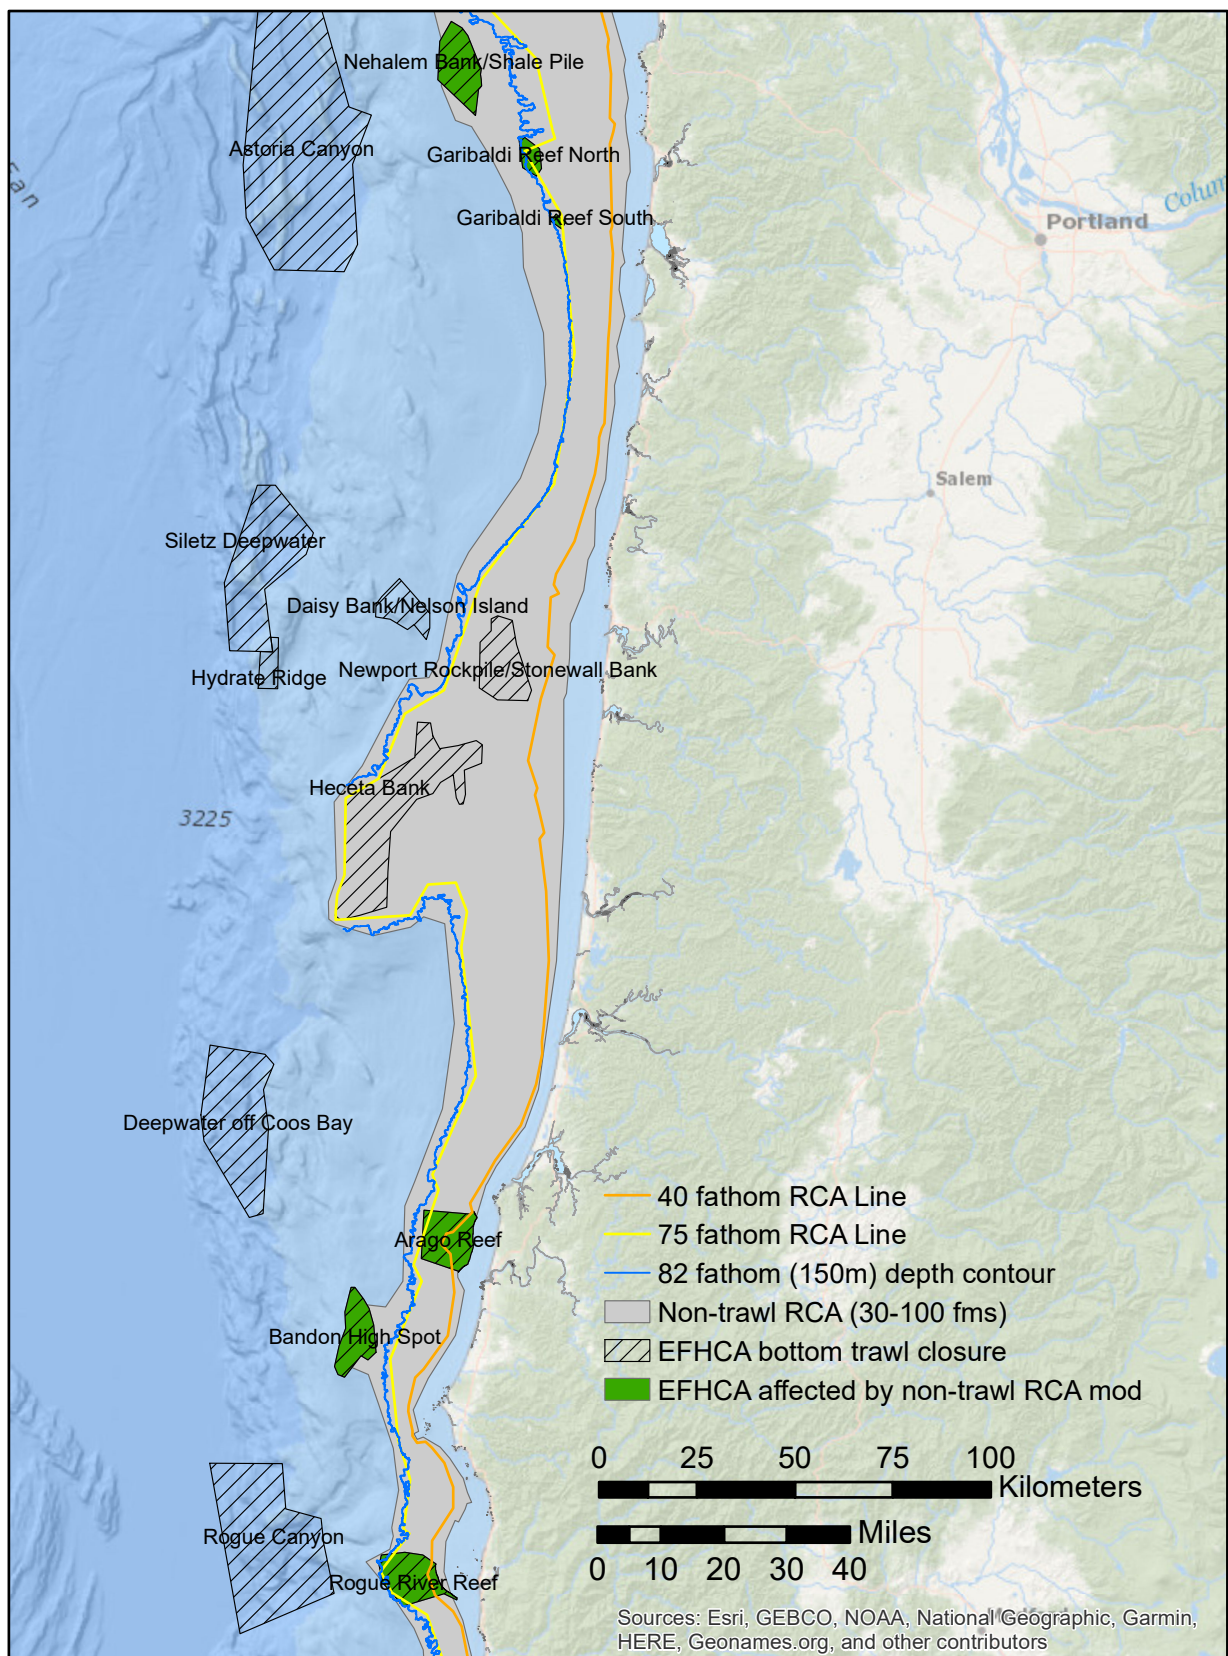 Nehalem Bank/Shale Pile
Astoria Canyon
Garibaldi Reef North
Fan
Colum
Garibaldi Reef South
Portland
Salem
Siletz Deepwater
Daisy Bank/Nelson Island
Newport Rockpile/Stonewall Bank
Hydrate Ridge
Heceta Bank
3225
Deepwater off Coos Bay
Arago Reef
Bandon High Spot
Rogue Canyon
Rogue River Reef
40 fathom RCA Line
75 fathom RCA Line
82 fathom (150m) depth contour
Non-trawl RCA (30-100 fms)
EFHCA bottom trawl closure
EFHCA affected by non-trawl RCA mod
0 25 50 75 100
Kilometers
Miles
0 10 20 30 40
Sources: Esri, GEBCO, NOAA, National Geographic, Garmin,
HERE, Geonames.org, and other contributors